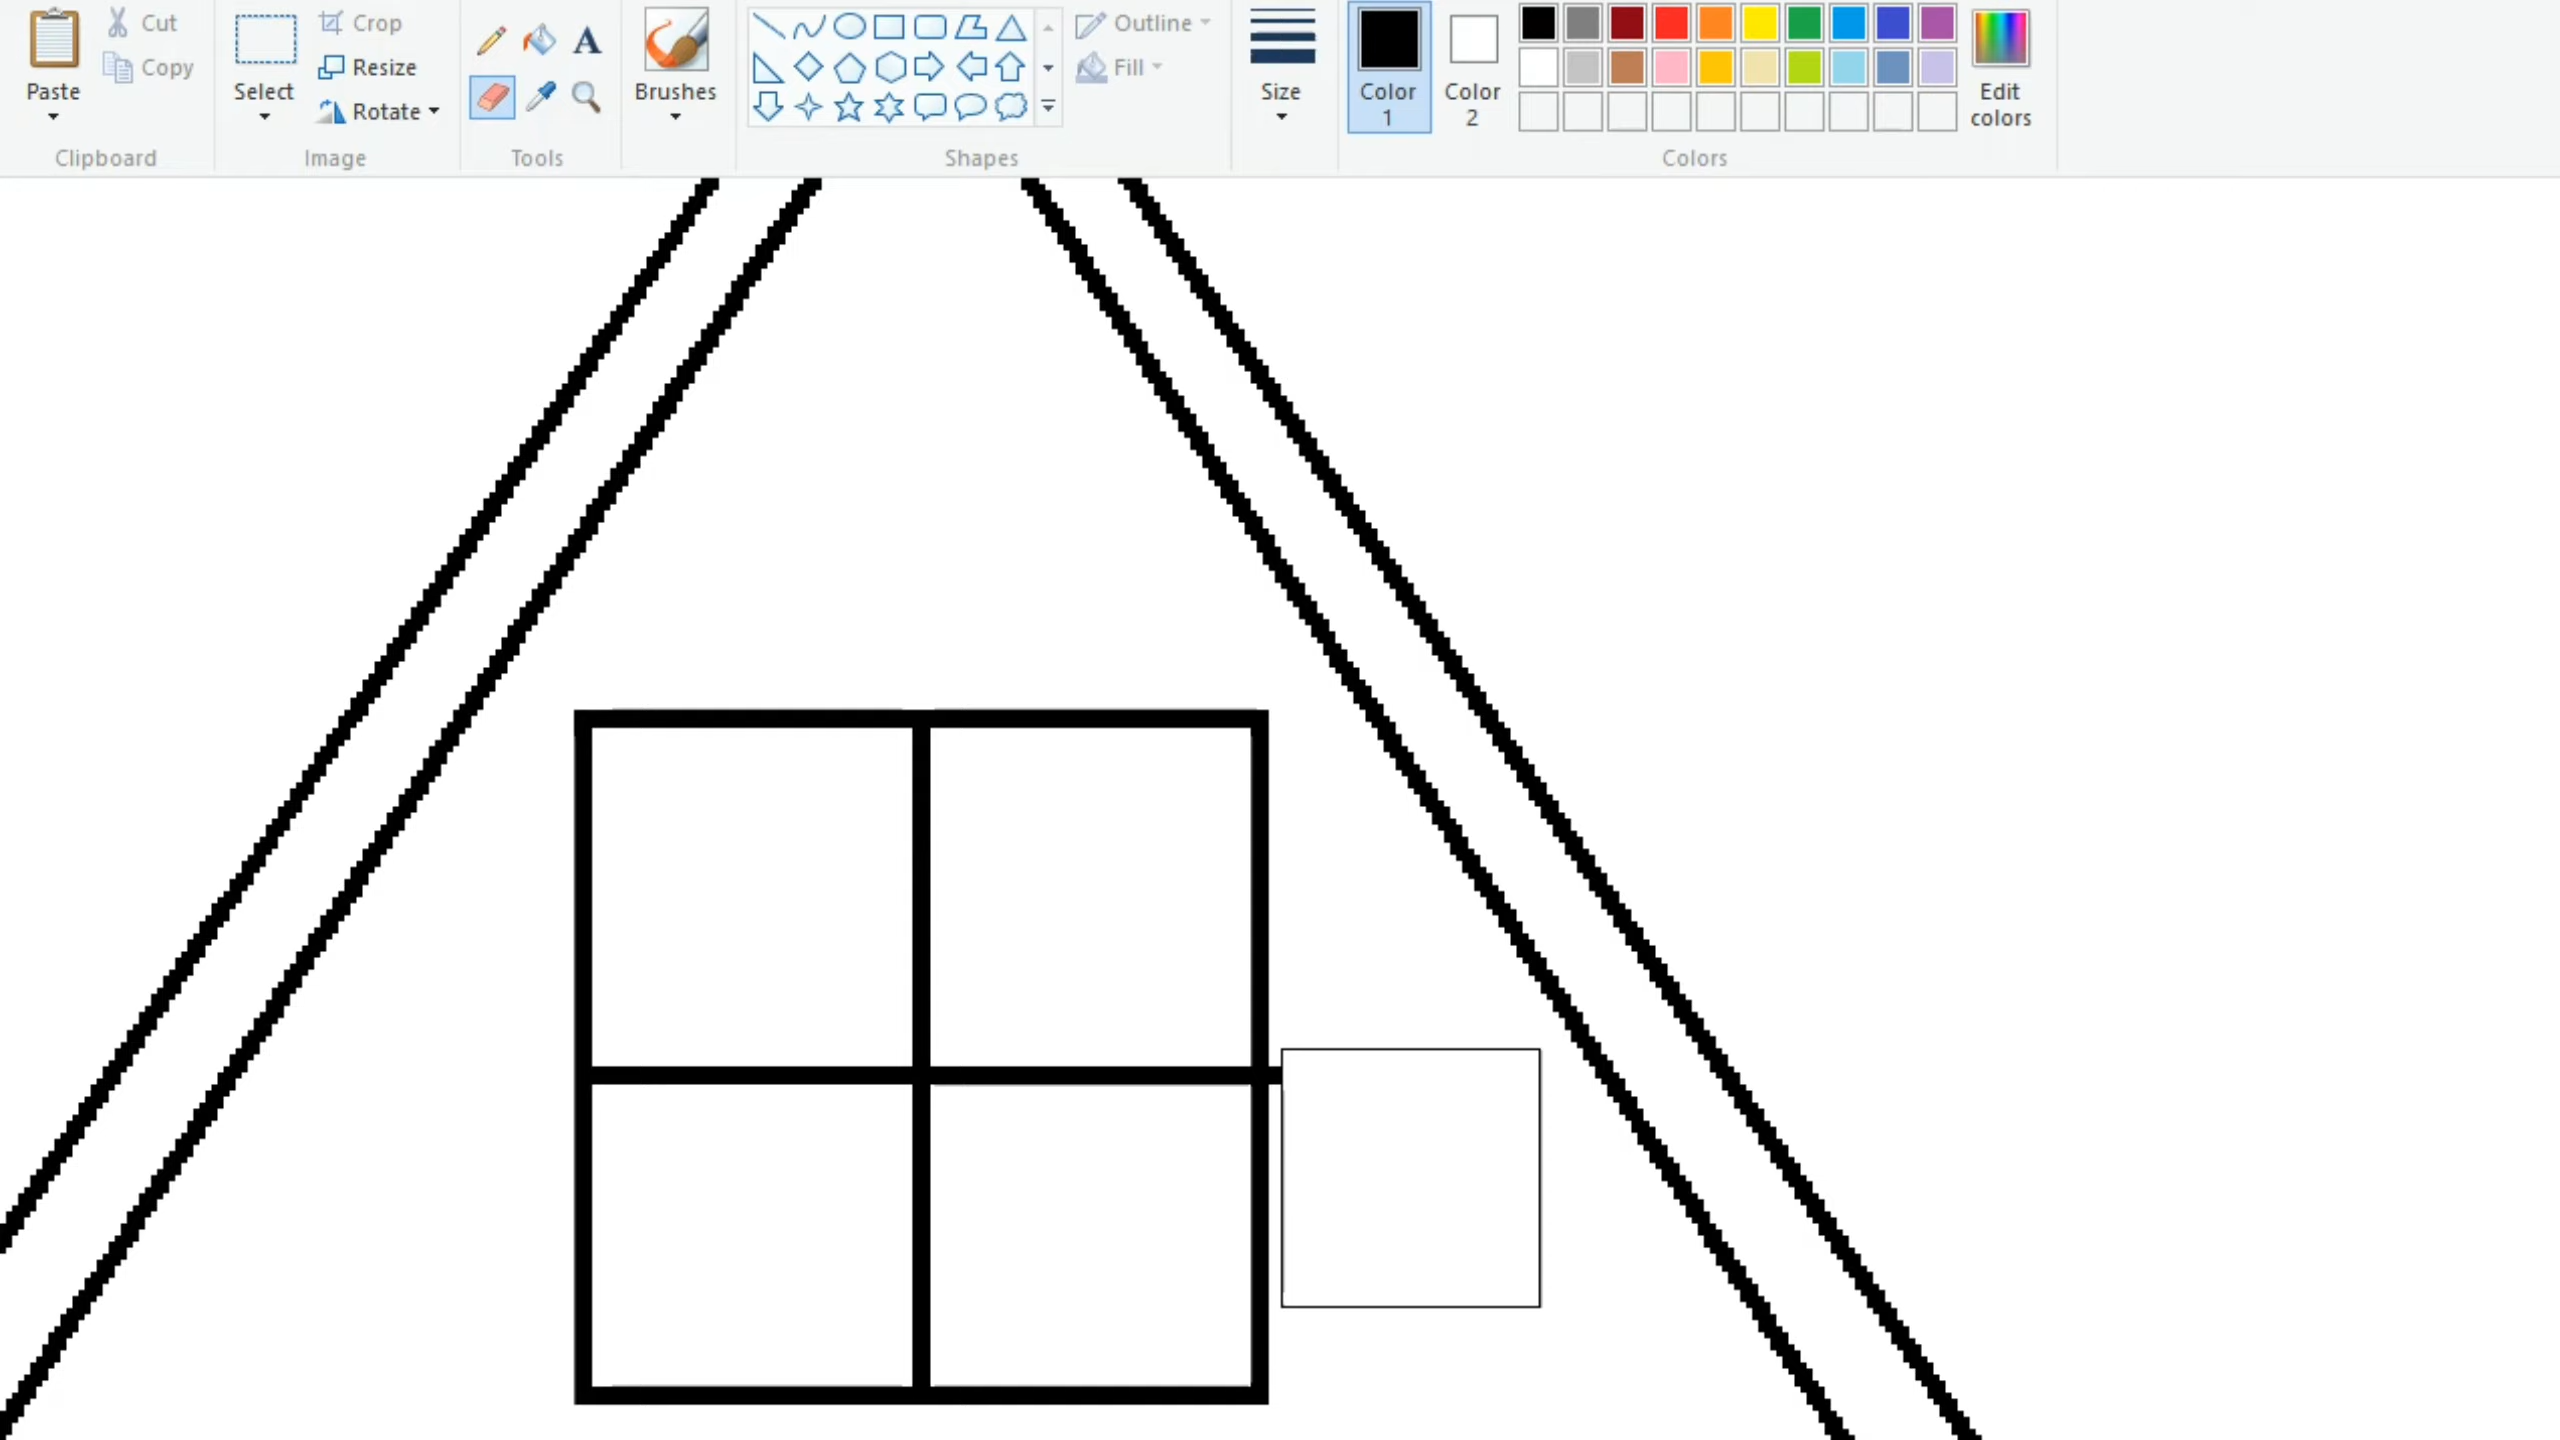 Paste
Cut
Copy
Clipboard
Select
Crop
Resize
Rotate
Image
A
Tools
Brushes
Shapes
Outline
Fill
Size
Color
1
Color
2
Edit
colors
Colors